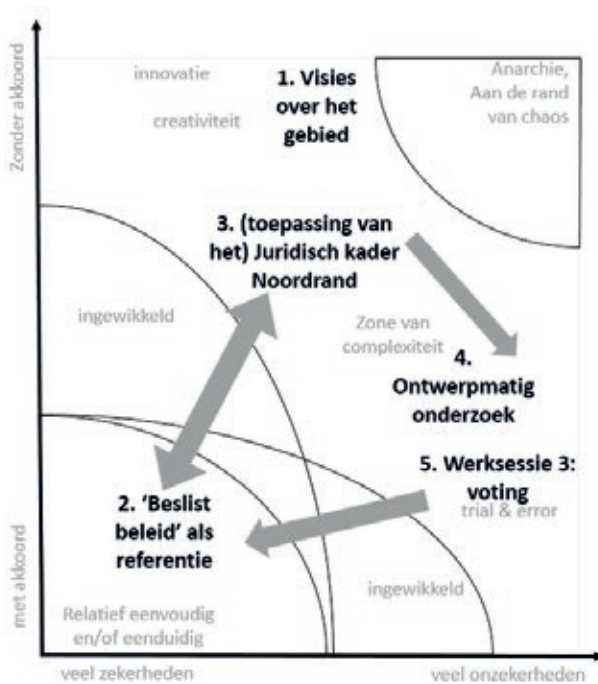 Zonder akkoord
innovatie
creativiteit
1. Visies
over het
gebied
Anarchie,
Aan de rand
van chaos
3. (toepassing van
het) Juridisch kader
Noordrand
ingewikkeld
Zone van
complexiteit
4.
Ontwerpmatig
onderzoek
5. Werksessie 3:
voting
trial & error
2. ‘Beslist
beleid’ als
referentie
ingewikkeld
met akkoord
Relatief eenvoudig
en/of eenduidig
veel zekerheden
veel onzekerheden